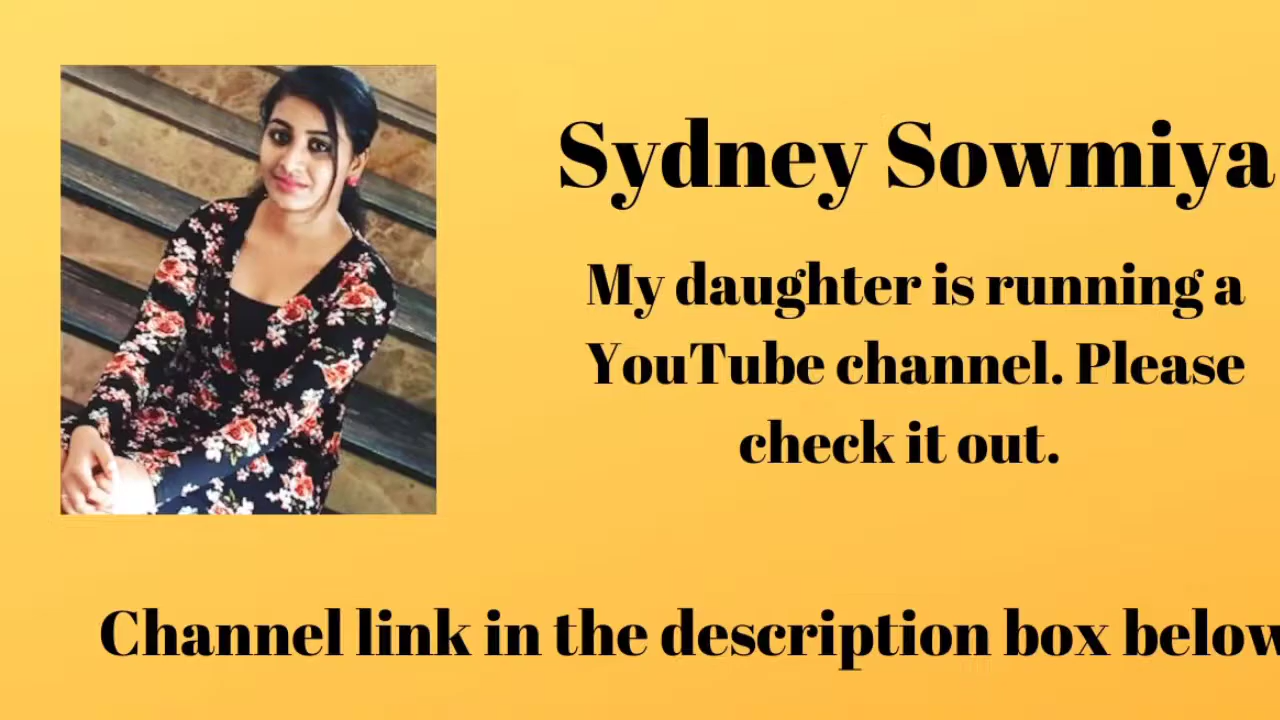 Sydney Sowmiya
My daughter is running a
YouTube channel. Please
check it out.
Channel link in the description box below